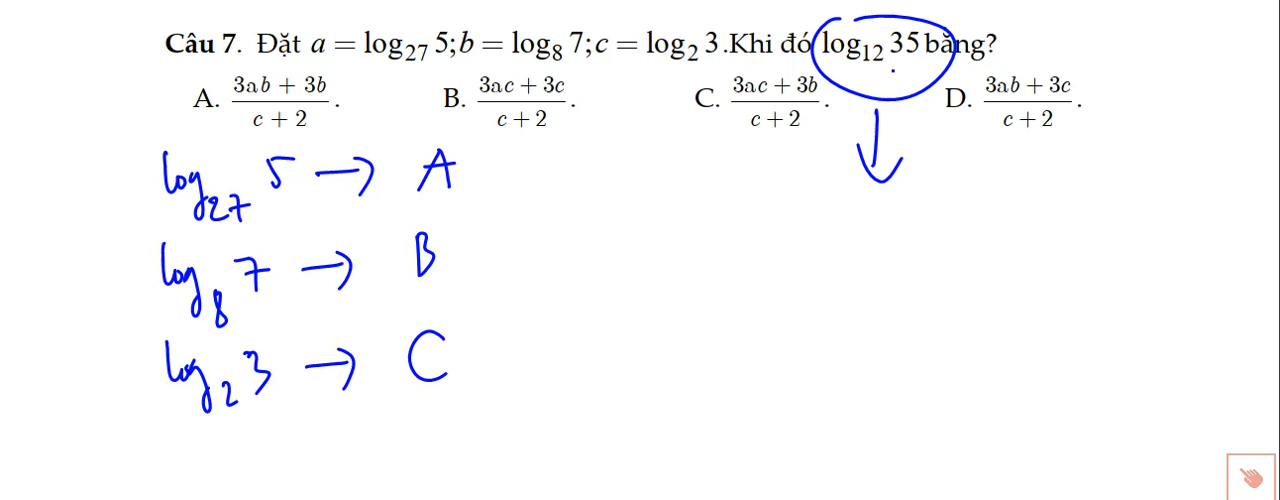 Câu 7. Đặt a = log₂₇ 5; b = log₈ 7; c = log₂ 3.Khi đó log₁₂ 35 bằng?
A. (3ab + 3b)/(c + 2). B. (3ac + 3c)/(c + 2). C. (3ac + 3b)/(c + 2). D. (3ab + 3c)/(c + 2).
log₂₇ 5 → A
log₈ 7 → B
log₂ 3 → C